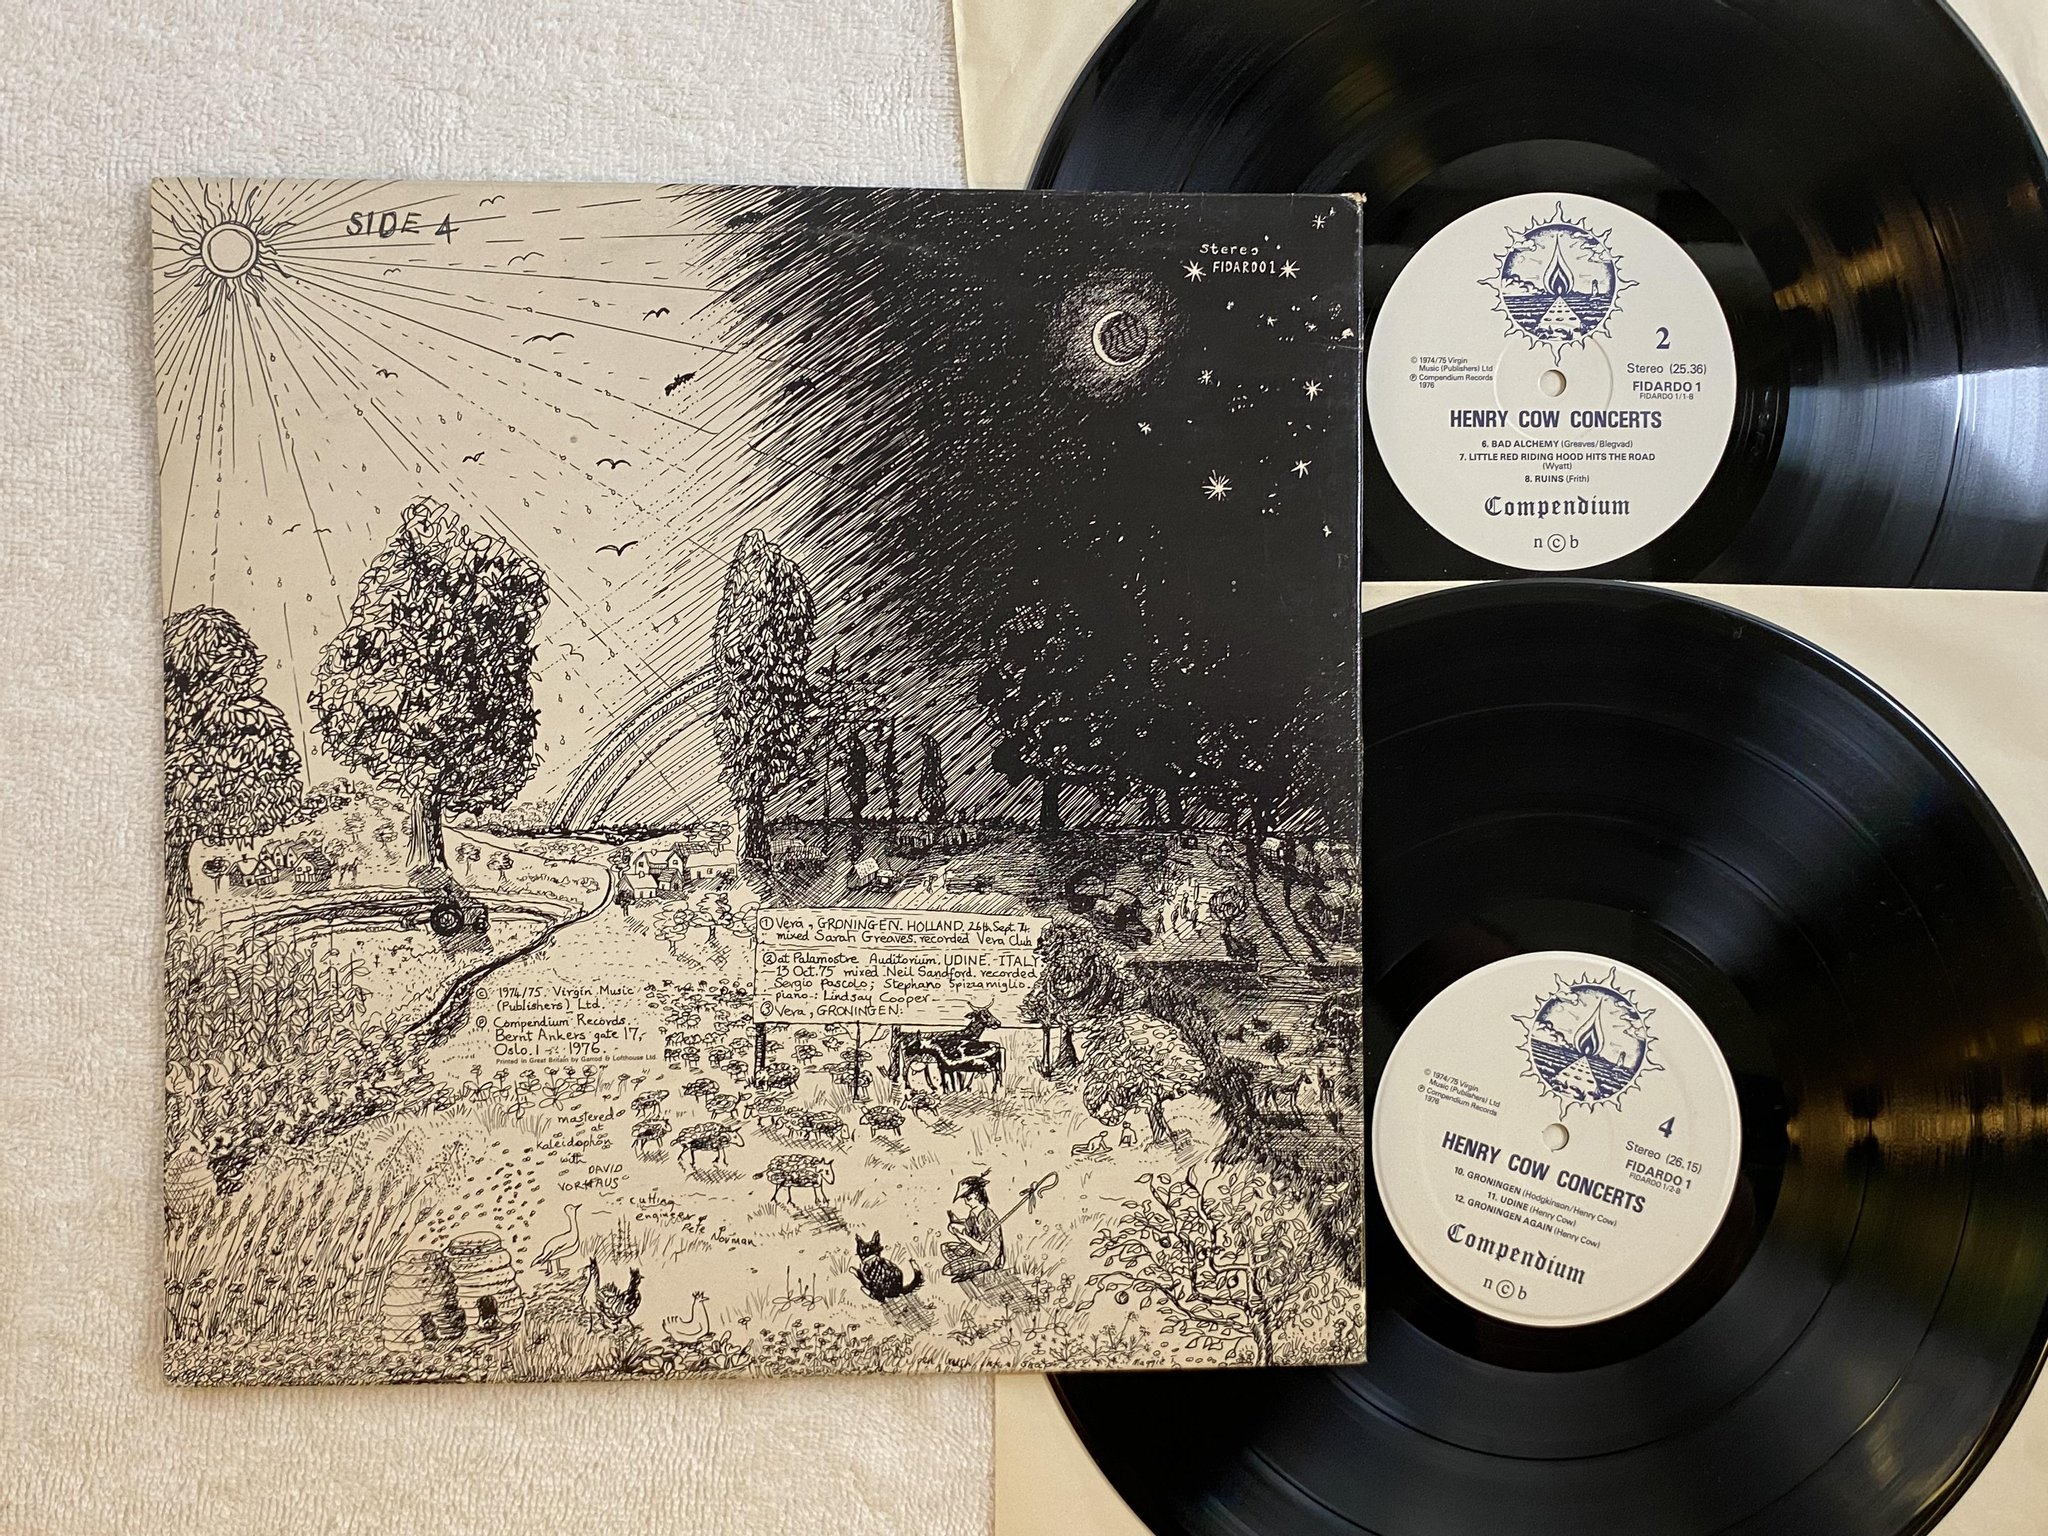 SIDE 4
stereo
FIDARDO 1
① Vera, GRONINGEN. HOLLAND. 26th Sept. 74.
mixed Sarah Greaves. recorded Vera Club
② at Palamostre Auditorium, UDINE. ITALY
13 Oct. 75 mixed Neil Sandford. recorded
Sergio Pascolo; Stephano Spizzamiglio.
piano: Lindsay Cooper.
③ Vera, GRONINGEN.
© 1974/75 Virgin Music
(Publishers) Ltd.
℗ Compendium Records,
Bernt Ankers gate 17,
Oslo. 1 1976.
Printed in Great Britain by Garrod & Lofthouse Ltd.
mastered
at
Kaleidophon
with
DAVID
VORHAUS
cutting
engineer
Pete Norman
2
© 1974/75 Virgin
Music (Publishers) Ltd
℗ Compendium Records
1976
Stereo (25.36)
FIDARDO 1
FIDARDO 1/1-B
HENRY COW CONCERTS
6. BAD ALCHEMY (Greaves/Blegvad)
7. LITTLE RED RIDING HOOD HITS THE ROAD
(Wyatt)
8. RUINS (Frith)
Compendium
n © b
4
© 1974/75 Virgin
Music (Publishers) Ltd
℗ Compendium Records
1976
Stereo (26.15)
FIDARDO 1
FIDARDO 1/2-B
HENRY COW CONCERTS
10. GRONINGEN (Hodgkinson/Henry Cow)
11. UDINE (Henry Cow)
12. GRONINGEN AGAIN (Henry Cow)
Compendium
n © b